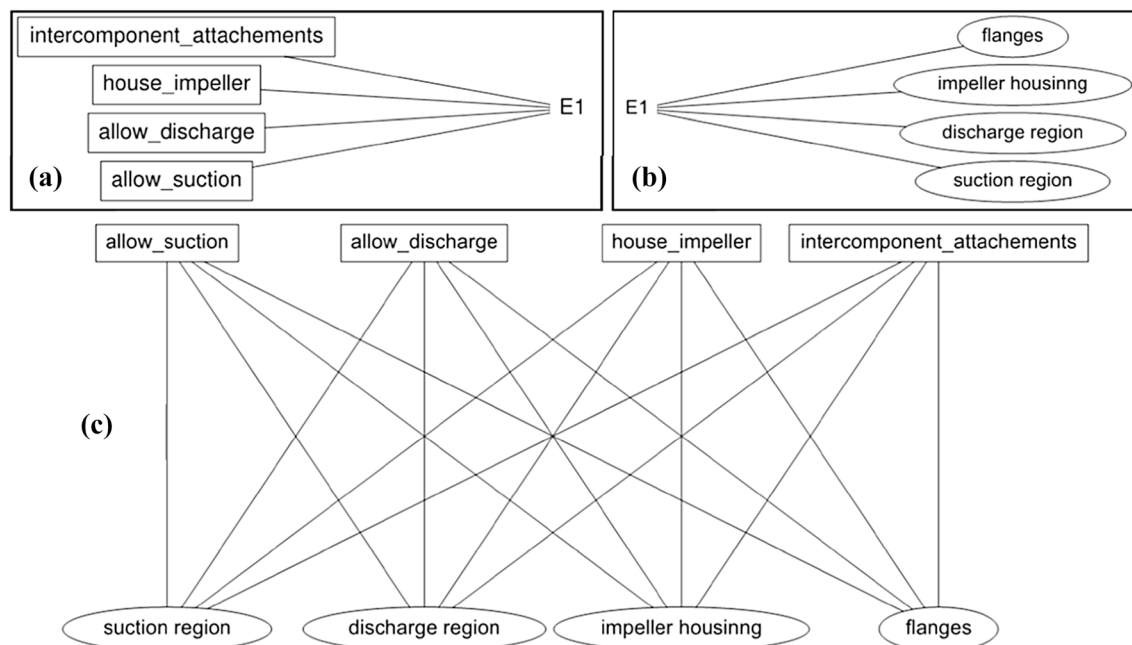 intercomponent_attachements
house_impeller
allow_discharge
allow_suction
E1
(a)
E1
flanges
impeller housinng
discharge region
suction region
(b)
allow_suction
allow_discharge
house_impeller
intercomponent_attachements
(c)
suction region
discharge region
impeller housinng
flanges